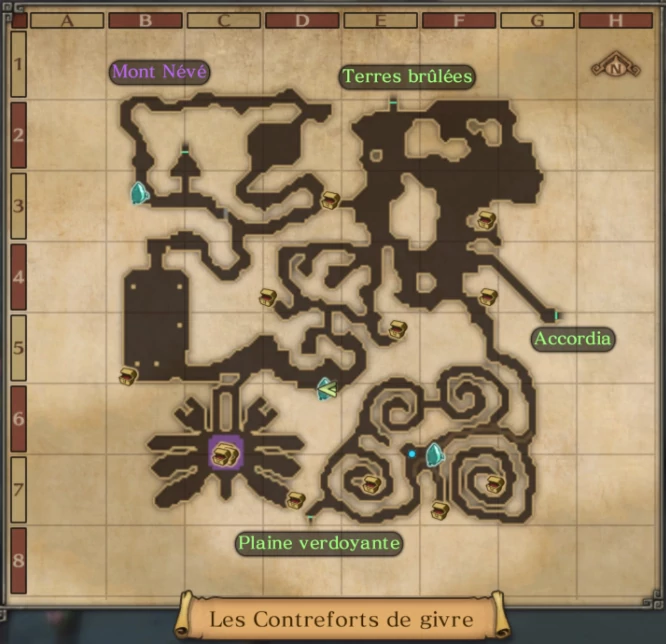 A B C D E F G H
1
Mont Névé
Terres brûlées
N
2
3
4
5
Accordia
6
7
Plaine verdoyante
8
Les Contreforts de givre